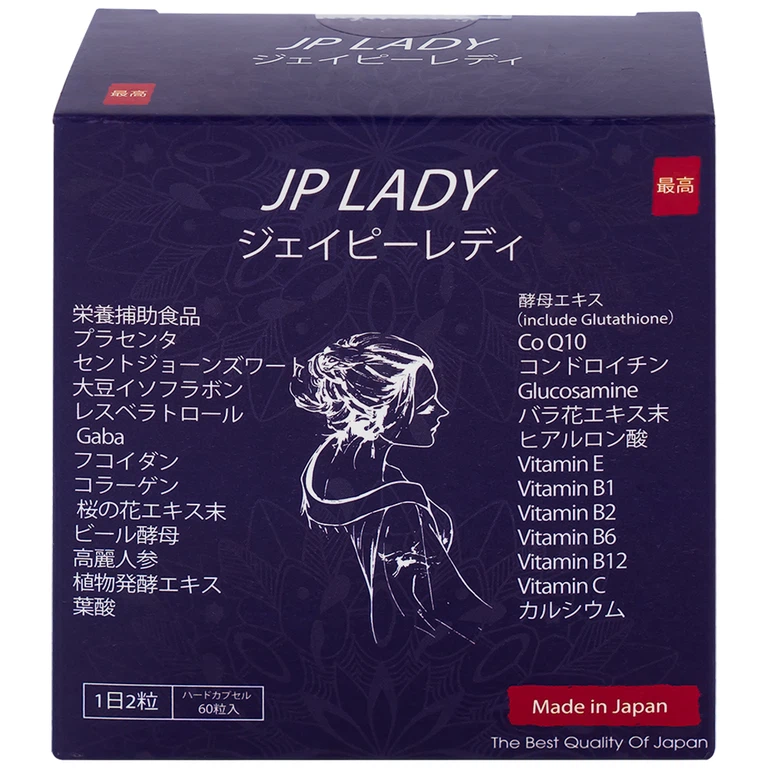 JP LADY
ジェイピーレディ
最高
JP LADY
ジェイピーレディ
最高
栄養捕助食品
プラセンタ
セントジョーンズワート
大豆イソフラボン
レスベラトロール
Gaba
フコイダン
コラーゲン
桜の花エキス末
ビール酵母
高麗人参
植物発酵エキス
葉酸
酵母エキス
(include Glutathione)
Co Q10
コンドロイチン
Glucosamine
バラ花エキス末
ヒアルロン酸
Vitamin E
Vitamin B1
Vitamin B2
Vitamin B6
Vitamin B12
Vitamin C
カルシウム
1日2粒
ハードカプセル
60粒入
Made in Japan
The Best Quality Of Japan